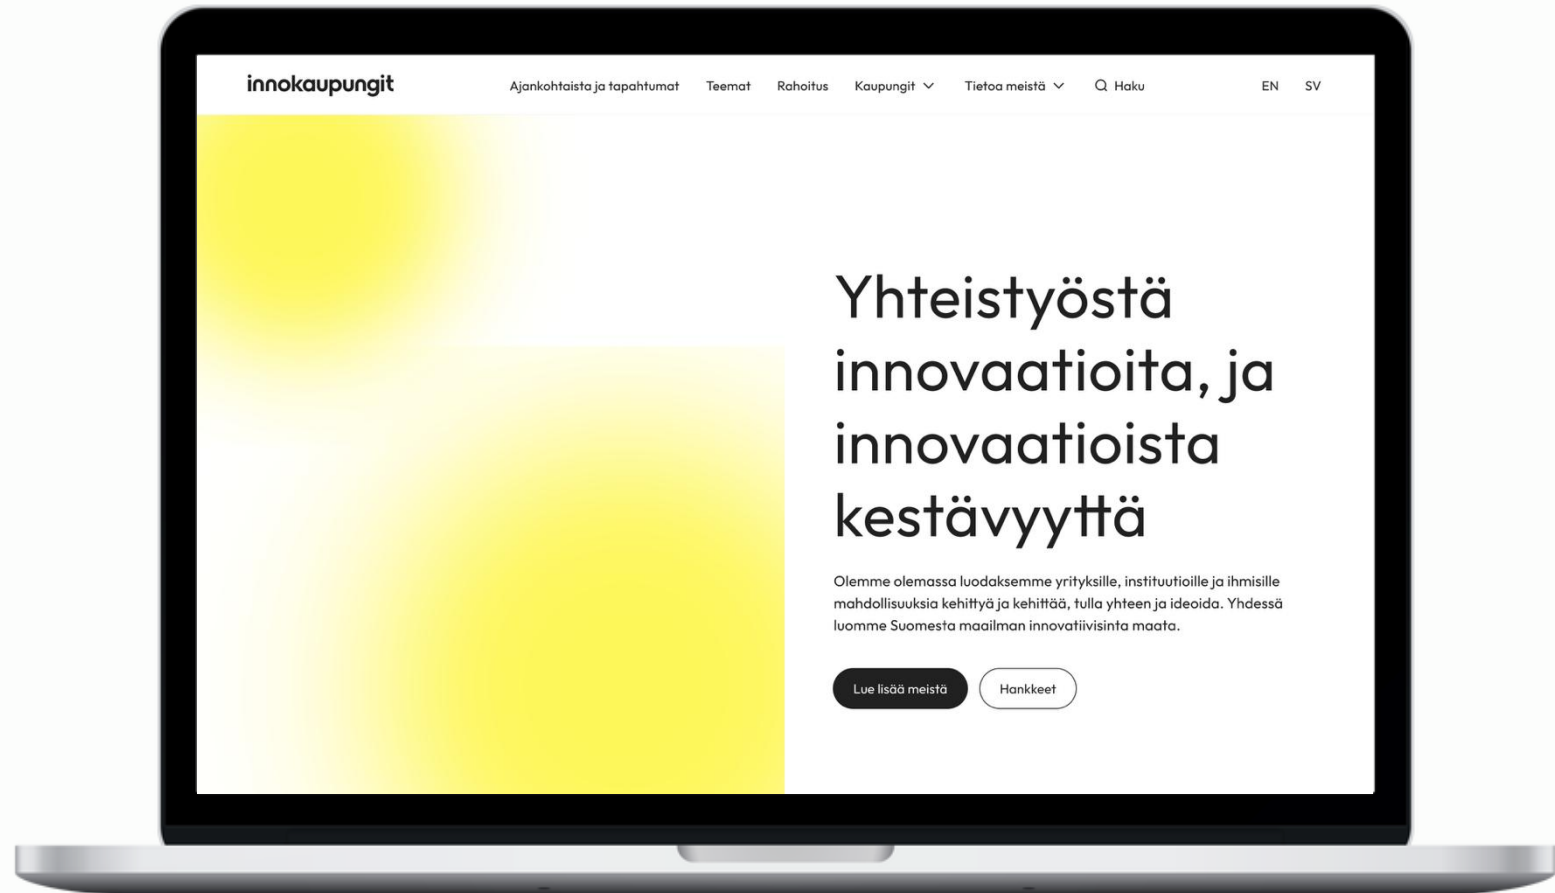 innokaupungit
Ajankohtaista ja tapahtumat Teemat Rahoitus Kaupungit Tietoa meistä Haku EN SV
Yhteistyöstä
innovaatioita, ja
innovaatioista
kestävyyttä
Olemme olemassa luodaksemme yrityksille, instituutioille ja ihmisille
mahdollisuuksia kehittyä ja kehittää, tulla yhteen ja ideoida. Yhdessä
luomme Suomesta maailman innovatiivisinta maata.
Lue lisää meistä Hankkeet